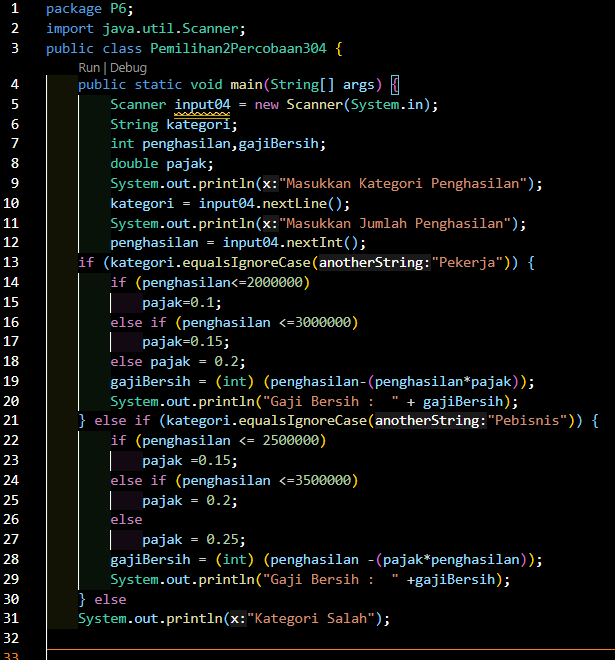 1 package P6;
2 import java.util.Scanner;
3 public class Pemilihan2Percobaan304 {
Run | Debug
4 public static void main(String[] args) {
5 Scanner input04 = new Scanner(System.in);
6 String kategori;
7 int penghasilan,gajiBersih;
8 double pajak;
9 System.out.println(x:"Masukkan Kategori Penghasilan");
10 kategori = input04.nextLine();
11 System.out.println(x:"Masukkan Jumlah Penghasilan");
12 penghasilan = input04.nextInt();
13 if (kategori.equalsIgnoreCase(anotherString:"Pekerja")) {
14 if (penghasilan<=2000000)
15 pajak=0.1;
16 else if (penghasilan <=3000000)
17 pajak=0.15;
18 else pajak = 0.2;
19 gajiBersih = (int) (penghasilan-(penghasilan*pajak));
20 System.out.println("Gaji Bersih :  " + gajiBersih);
21 } else if (kategori.equalsIgnoreCase(anotherString:"Pebisnis")) {
22 if (penghasilan <= 2500000)
23 pajak =0.15;
24 else if (penghasilan <=3500000)
25 pajak = 0.2;
26 else
27 pajak = 0.25;
28 gajiBersih = (int) (penghasilan -(pajak*penghasilan));
29 System.out.println("Gaji Bersih :  " +gajiBersih);
30 } else
31 System.out.println(x:"Kategori Salah");
32
33